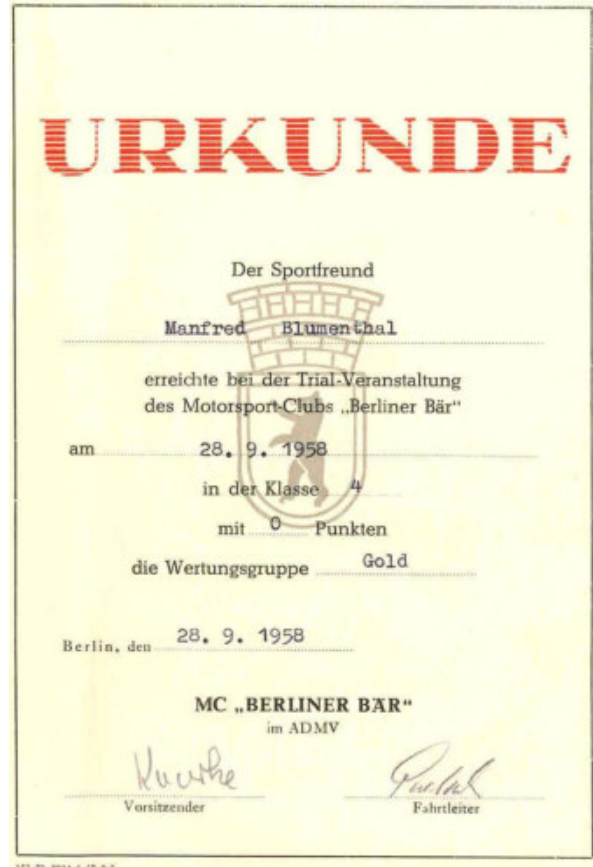 URKUNDE
Der Sportfreund
Manfred Blumenthal
erreichte bei der Trial-Veranstaltung
des Motorsport-Clubs „Berliner Bär“
am 28. 9. 1958
in der Klasse 4
mit 0 Punkten
die Wertungsgruppe Gold
Berlin, den 28. 9. 1958
MC „BERLINER BÄR“
im ADMV
Vorsitzender Fahrtleiter